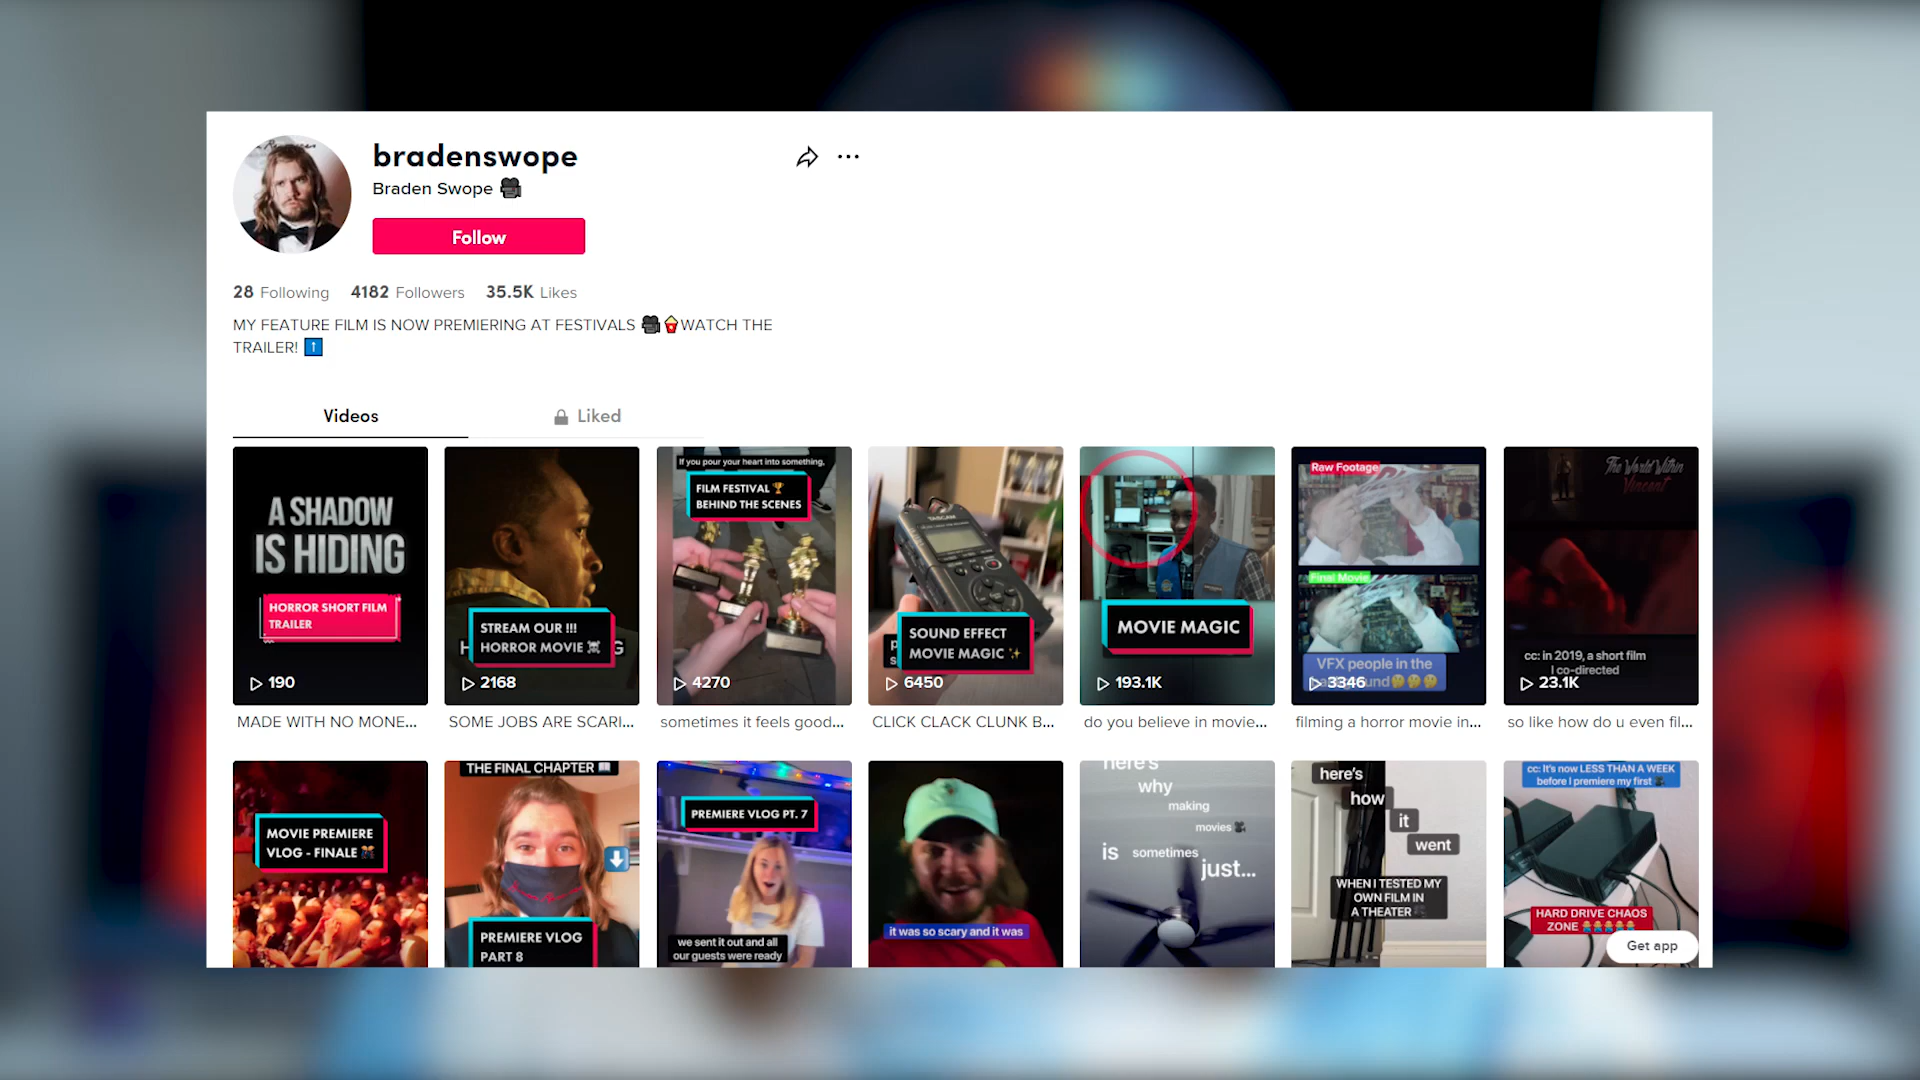 bradenswope
Braden Swope 🎥
Follow
28 Following 4182 Followers 35.5K Likes
MY FEATURE FILM IS NOW PREMIERING AT FESTIVALS 🎥🍿WATCH THE
TRAILER! ⬆️
Videos
Liked
A SHADOW
IS HIDING
HORROR SHORT FILM
TRAILER
190
MADE WITH NO MONE...
STREAM OUR !!!
HORROR MOVIE ☠️
2168
SOME JOBS ARE SCARI...
If you pour your heart into something,
FILM FESTIVAL 🏆
BEHIND THE SCENES
4270
sometimes it feels good...
TASCAM
SOUND EFFECT
MOVIE MAGIC ✨
6450
CLICK CLACK CLUNK B...
MOVIE MAGIC
193.1K
do you believe in movie...
Raw Footage
Final Movie
VFX people in the
🤔🤔🤔
3346
filming a horror movie in...
The World Within
Vincent
cc: in 2019, a short film
I co-directed
23.1K
so like how do u even fil...
MOVIE PREMIERE
VLOG - FINALE
THE FINAL CHAPTER 📖
⬇️
PREMIERE VLOG
PART 8
PREMIERE VLOG PT. 7
we sent it out and all
our guests were ready
it was so scary and it was
here's
why
making
movies 🎥
is sometimes
just...
here's
how
it
went
WHEN I TESTED MY
OWN FILM IN
A THEATER
cc: It's now LESS THAN A WEEK
before I premiere my first 🎥
HARD DRIVE CHAOS
ZONE
Get app